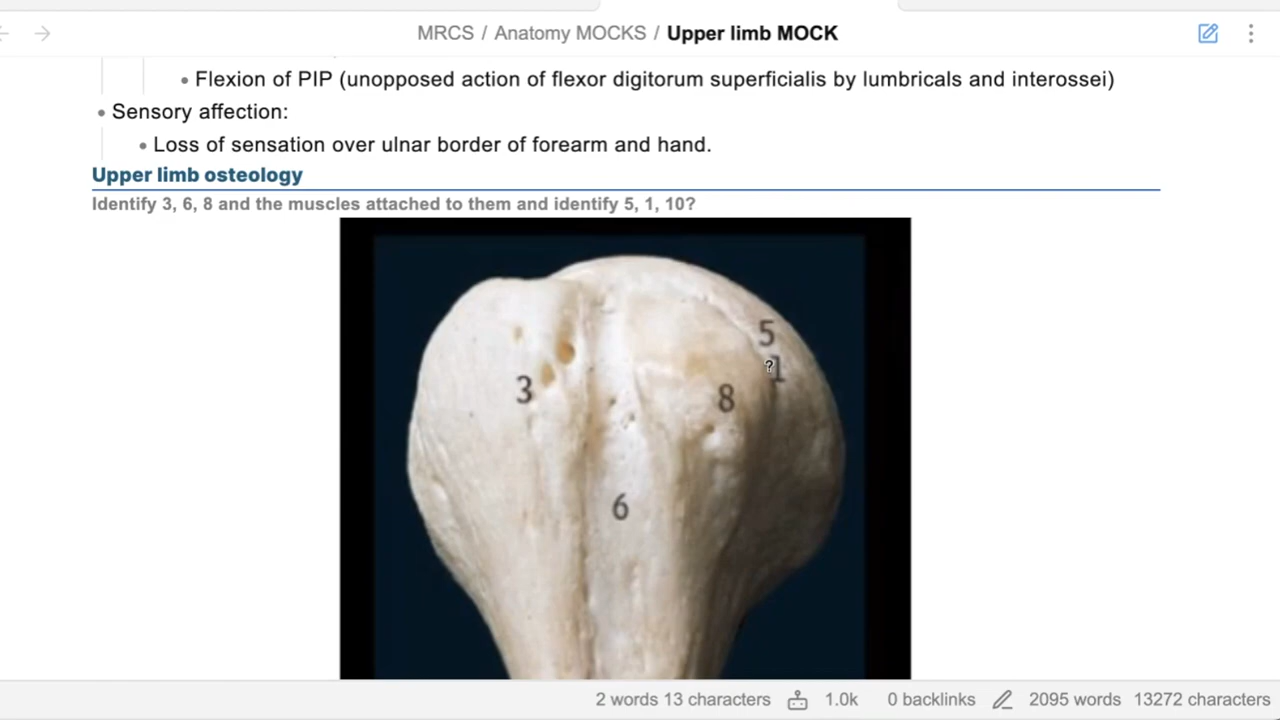 MRCS / Anatomy MOCKS / Upper limb MOCK
Flexion of PIP (unopposed action of flexor digitorum superficialis by lumbricals and interossei)
Sensory affection:
Loss of sensation over ulnar border of forearm and hand.
Upper limb osteology
Identify 3, 6, 8 and the muscles attached to them and identify 5, 1, 10?
5
1
3
8
6
2 words 13 characters 1.0k 0 backlinks 2095 words 13272 characters